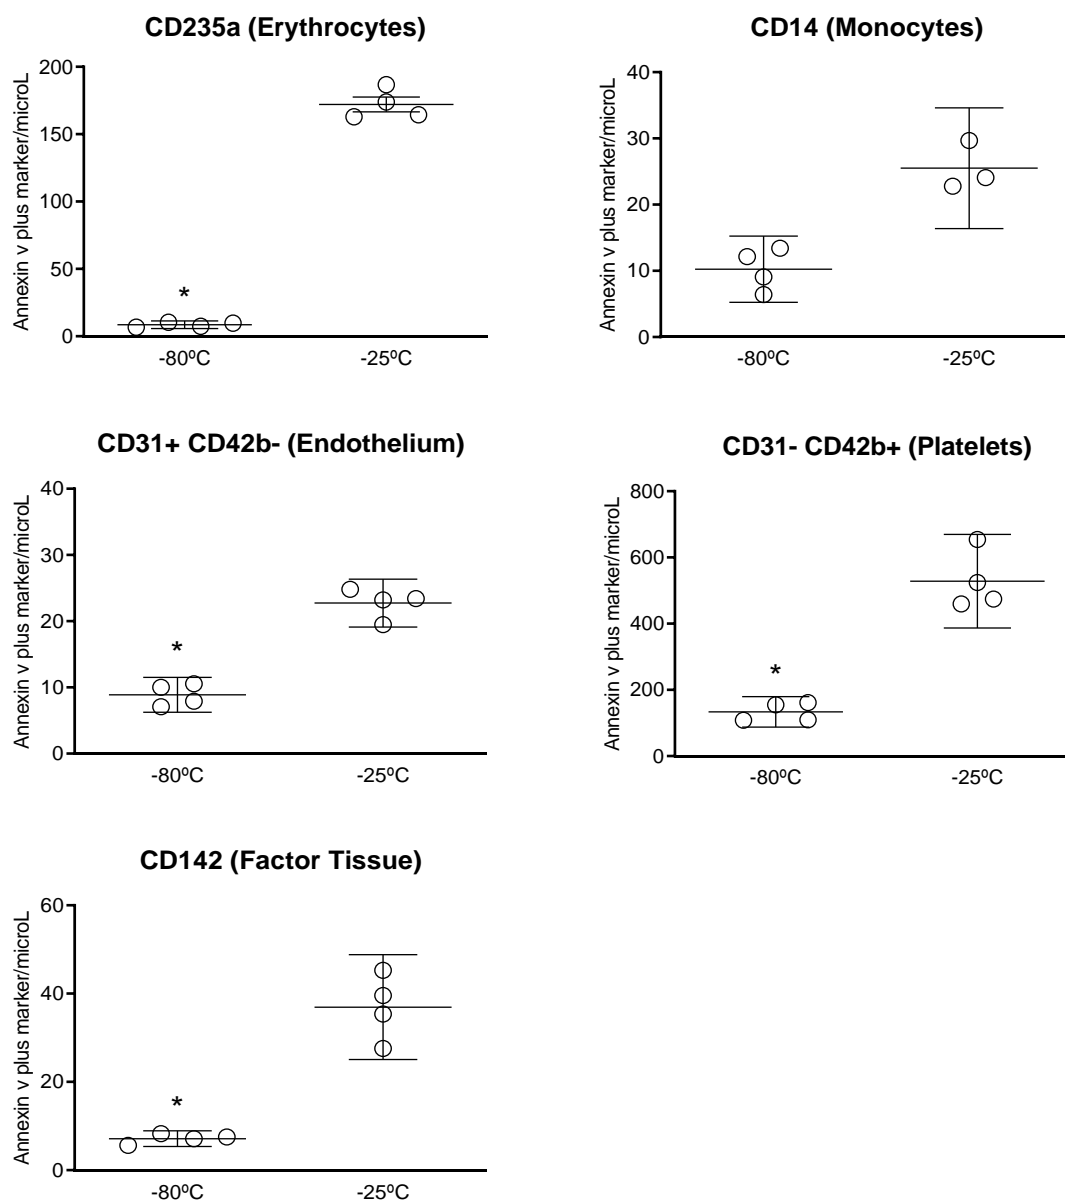 CD235a (Erythrocytes)
Annexin v plus marker/microL
200
150
100
50
0
*
-80ºC
-25ºC
CD14 (Monocytes)
Annexin v plus marker/microL
40
30
20
10
0
-80ºC
-25ºC
CD31+ CD42b- (Endothelium)
Annexin v plus marker/microL
40
30
20
10
0
*
-80ºC
-25ºC
CD31- CD42b+ (Platelets)
Annexin v plus marker/microL
800
600
400
200
0
*
-80ºC
-25ºC
CD142 (Factor Tissue)
Annexin v plus marker/microL
60
40
20
0
*
-80ºC
-25ºC